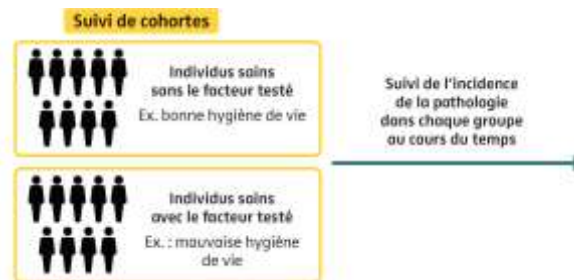 Suivi de cohortes
Individus sains
sans le facteur testé
Ex. bonne hygiène de vie
Suivi de l'incidence
de la pathologie
dans chaque groupe
au cours du temps
Individus sains
avec le facteur testé
Ex. : mauvaise hygiène
de vie